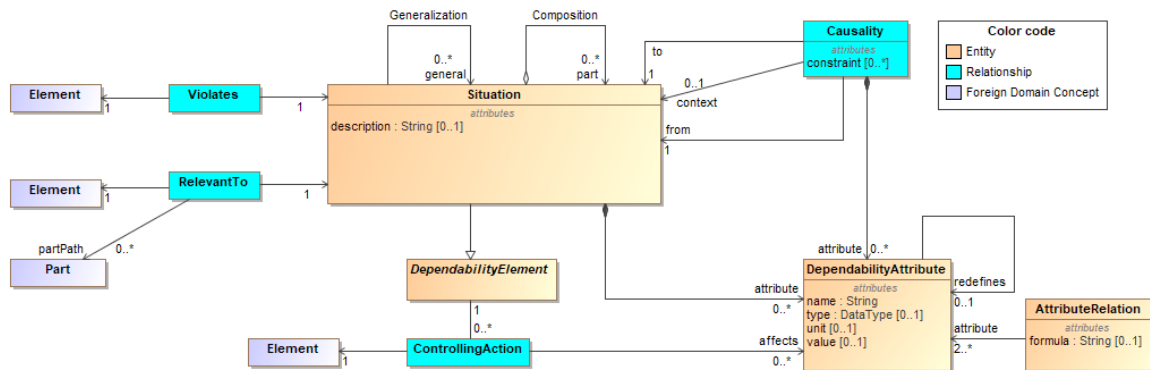 Generalization
Composition
Causality
attributes
constraint [0..*]
Color code
Entity
Relationship
Foreign Domain Concept
to
1
0..*
general
0..*
part
0..1
context
Element
1
Violates
1
Situation
attributes
description : String [0..1]
from
1
Element
1
RelevantTo
1
partPath
0..*
Part
attribute
0..*
DependabilityElement
DependabilityAttribute
attributes
name : String
type : DataType [0..1]
unit [0..1]
value [0..1]
redefines
0..1
attribute
0..*
1
0..*
AttributeRelation
attributes
formula : String [0..1]
attribute
2..*
Element
1
ControllingAction
affects
0..*